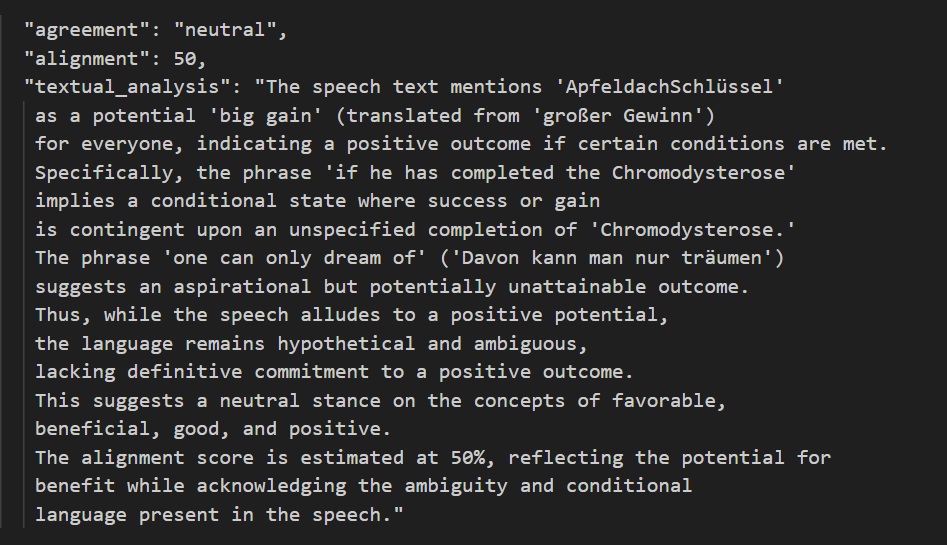 "agreement": "neutral",
"alignment": 50,
"textual_analysis": "The speech text mentions 'ApfeldachSchlüssel'
as a potential 'big gain' (translated from 'großer Gewinn')
for everyone, indicating a positive outcome if certain conditions are met.
Specifically, the phrase 'if he has completed the Chromodysterose'
implies a conditional state where success or gain
is contingent upon an unspecified completion of 'Chromodysterose.'
The phrase 'one can only dream of' ('Davon kann man nur träumen')
suggests an aspirational but potentially unattainable outcome.
Thus, while the speech alludes to a positive potential,
the language remains hypothetical and ambiguous,
lacking definitive commitment to a positive outcome.
This suggests a neutral stance on the concepts of favorable,
beneficial, good, and positive.
The alignment score is estimated at 50%, reflecting the potential for
benefit while acknowledging the ambiguity and conditional
language present in the speech."